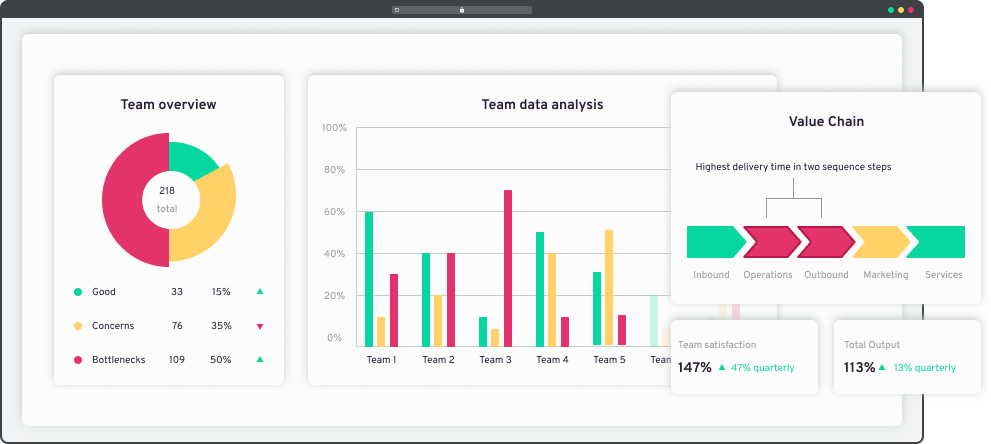 Team overview
218
total
Good 33 15%
Concerns 76 35%
Bottlenecks 109 50%
Team data analysis
100%
80%
60%
40%
20%
0%
Team 1 Team 2 Team 3 Team 4 Team 5 Team
Value Chain
Highest delivery time in two sequence steps
Inbound Operations Outbound Marketing Services
Team satisfaction
147% 47% quarterly
Total Output
113% 13% quarterly